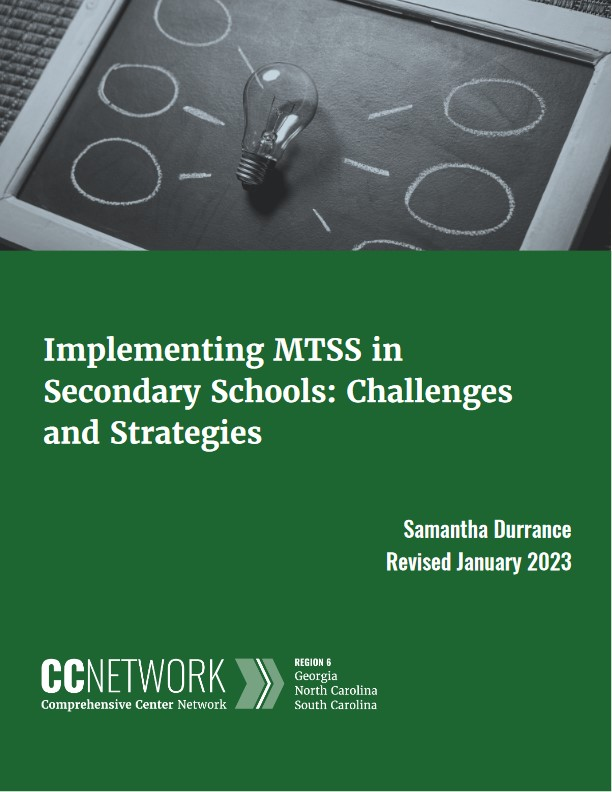 Implementing MTSS in
Secondary Schools: Challenges
and Strategies
Samantha Durrance
Revised January 2023
CCNETWORK
Comprehensive Center Network
REGION 6
Georgia
North Carolina
South Carolina